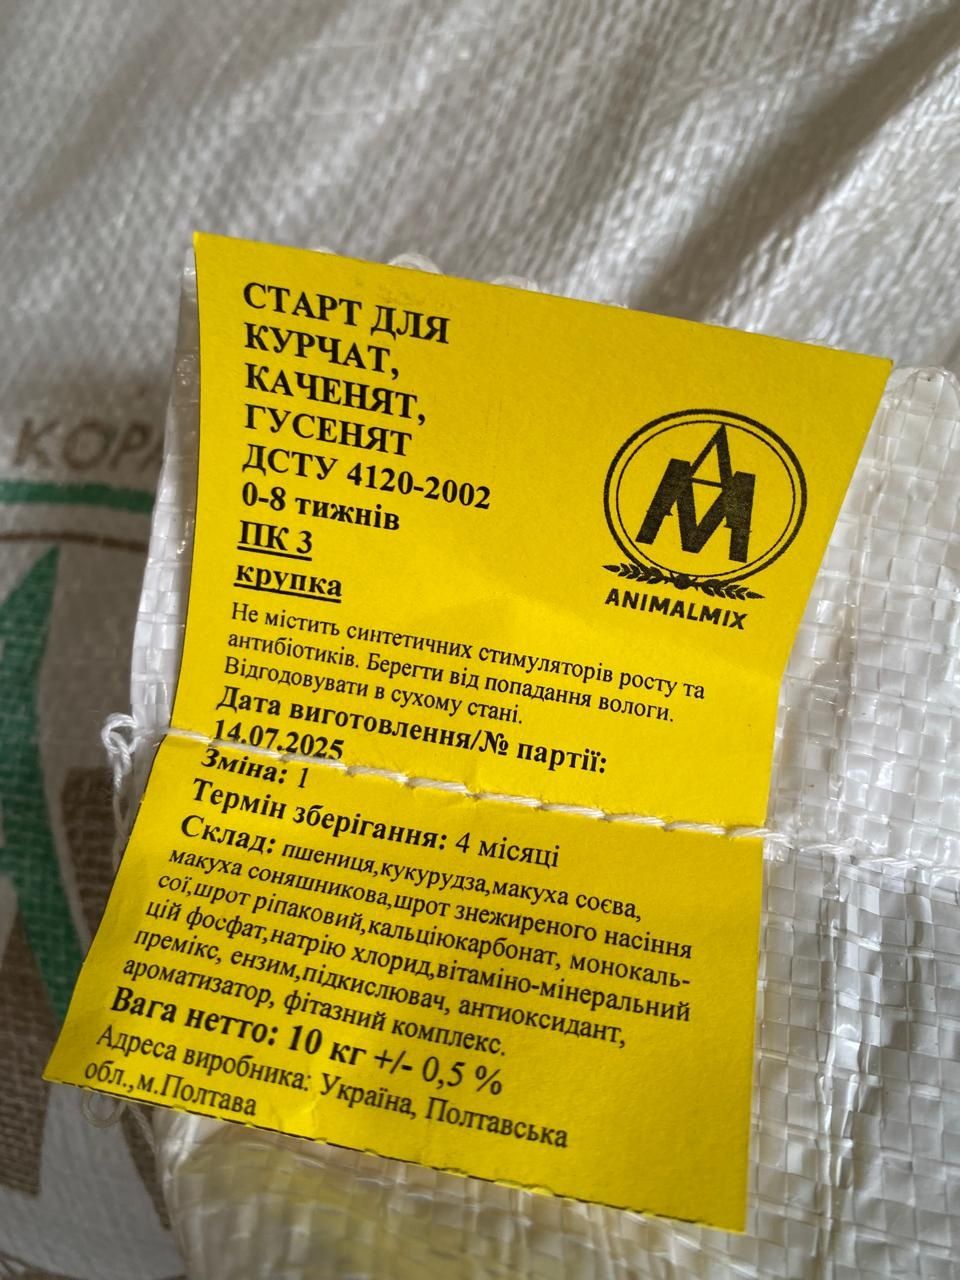 СТАРТ ДЛЯ
КУРЧАТ,
КАЧЕНЯТ,
ГУСЕНЯТ
ДСТУ 4120-2002
0-8 тижнів
ПК 3
крупка
ANIMALMIX
Не містить синтетичних стимуляторів росту та
антибіотиків. Берегти від попадання вологи.
Відгодовувати в сухому стані.
Дата виготовлення/№ партії:
14.07.2025
Зміна: 1
Термін зберігання: 4 місяці
Склад: пшениця,кукурудза,макуха соєва,
макуха соняшникова,шрот знежиреного насіння
сої,шрот ріпаковий,кальціюкарбонат, монокаль-
цій фосфат,натрію хлорид,вітаміно-мінеральний
премікс, ензим,підкислювач, антиоксидант,
ароматизатор, фітазний комплекс.
Вага нетто: 10 кг +/- 0,5 %
Адреса виробника: Україна, Полтавська
обл.,м.Полтава